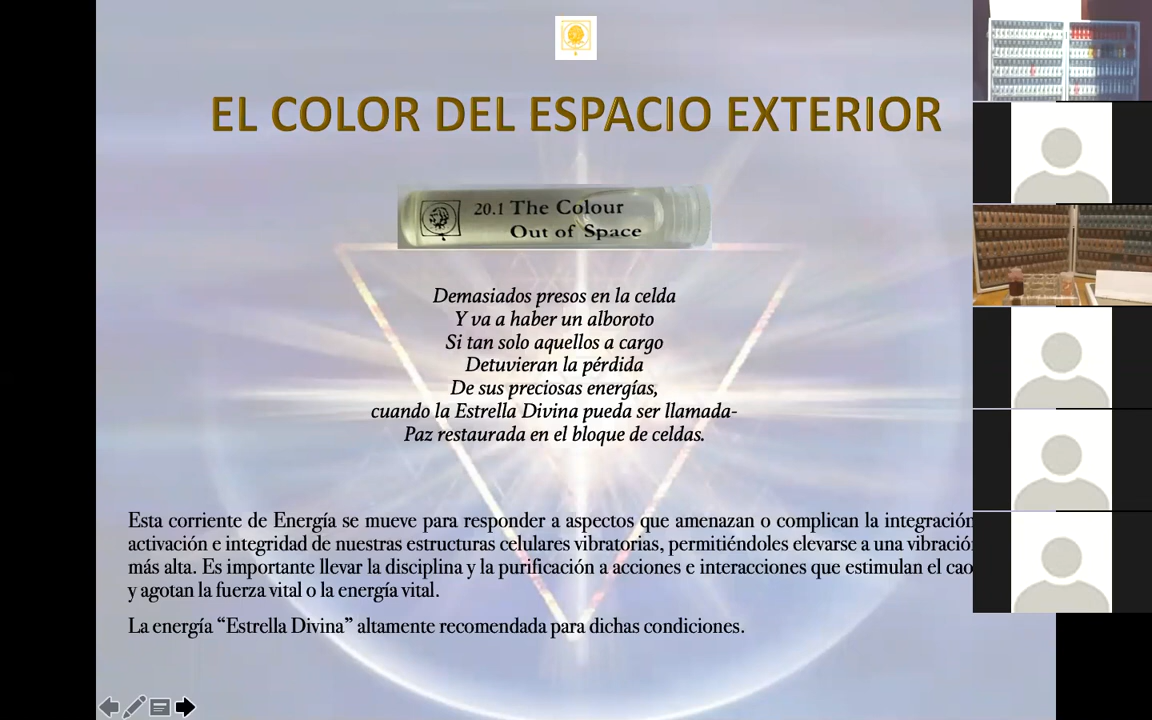 EL COLOR DEL ESPACIO EXTERIOR
20.1 The Colour
Out of Space
Demasiados presos en la celda
Y va a haber un alboroto
Si tan solo aquellos a cargo
Detuvieran la pérdida
De sus preciosas energías,
cuando la Estrella Divina pueda ser llamada-
Paz restaurada en el bloque de celdas.
Esta corriente de Energía se mueve para responder a aspectos que amenazan o complican la integración
activación e integridad de nuestras estructuras celulares vibratorias, permitiéndoles elevarse a una
más alta. Es importante llevar la disciplina y la purificación a acciones e interacciones que estimulan el
y agotan la fuerza vital o la energía vital.
La energía “Estrella Divina” altamente recomendada para dichas condiciones.